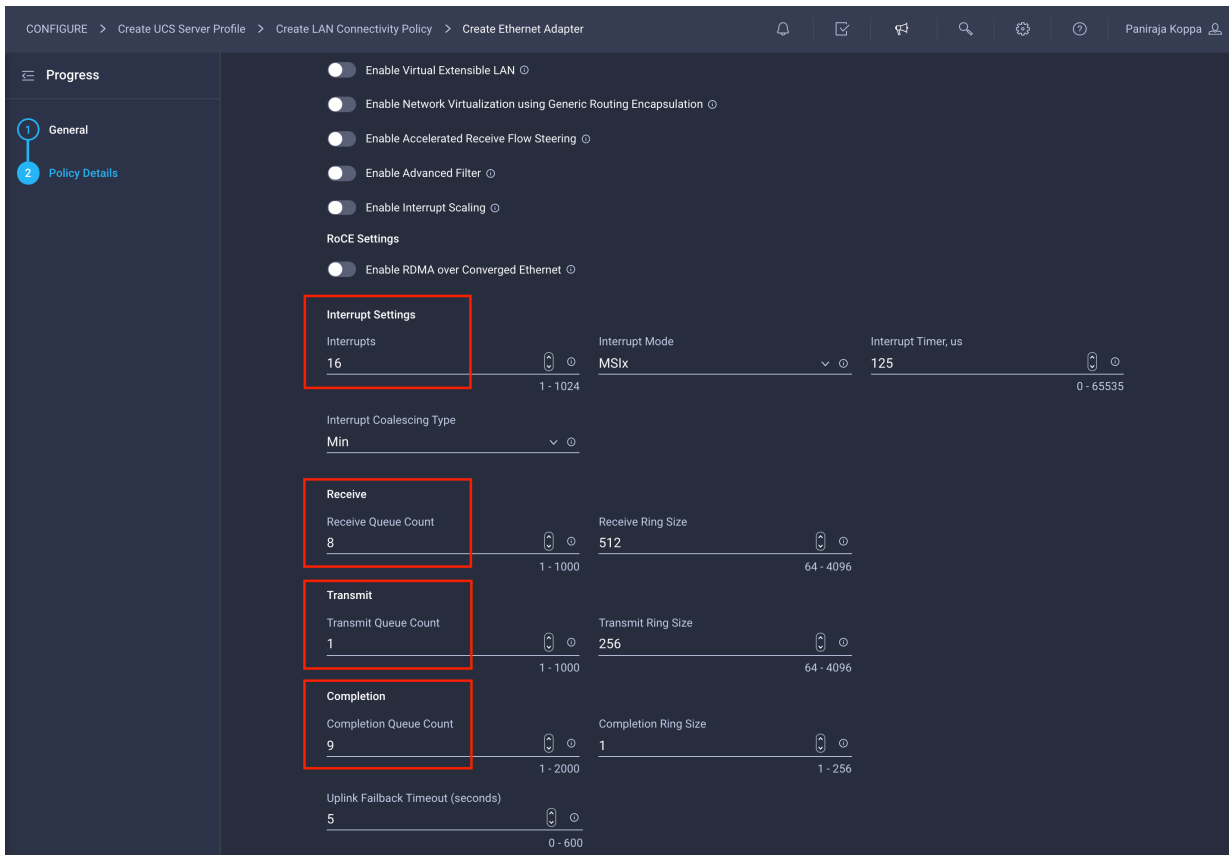 CONFIGURE > Create UCS Server Profile > Create LAN Connectivity Policy > Create Ethernet Adapter Paniraja Koppa
Progress
1 General
2 Policy Details
Enable Virtual Extensible LAN
Enable Network Virtualization using Generic Routing Encapsulation
Enable Accelerated Receive Flow Steering
Enable Advanced Filter
Enable Interrupt Scaling
RoCE Settings
Enable RDMA over Converged Ethernet
Interrupt Settings
Interrupts Interrupt Mode Interrupt Timer, us
16 MSIx 125
1 - 1024 0 - 65535
Interrupt Coalescing Type
Min
Receive
Receive Queue Count Receive Ring Size
8 512
1 - 1000 64 - 4096
Transmit
Transmit Queue Count Transmit Ring Size
1 256
1 - 1000 64 - 4096
Completion
Completion Queue Count Completion Ring Size
9 1
1 - 2000 1 - 256
Uplink Failback Timeout (seconds)
5
0 - 600